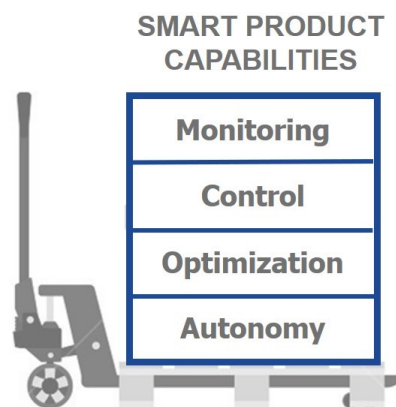 SMART PRODUCT
CAPABILITIES
Monitoring
Control
Optimization
Autonomy